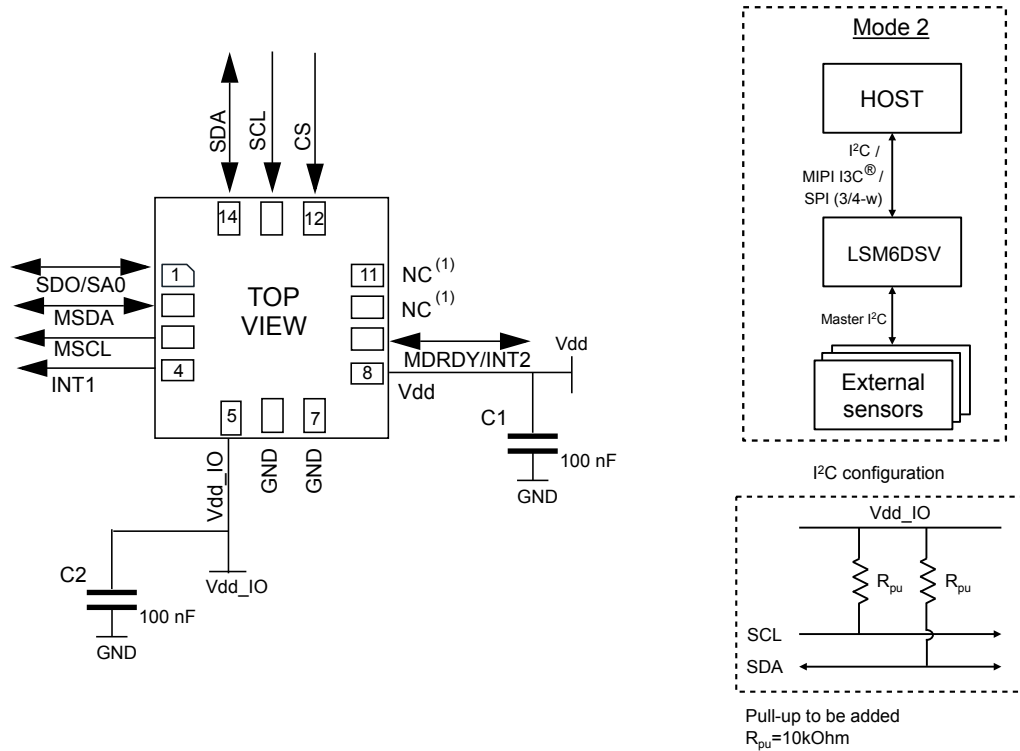 SDA
SCL
CS
14
12
1
11
NC(1)
SDO/SA0
TOP
VIEW
NC(1)
MSDA
MSCL
MDRDY/INT2
Vdd
4
8
INT1
Vdd
5
7
C1
100 nF
GND
Vdd_IO
GND
GND
C2
Vdd_IO
100 nF
GND
Mode 2
HOST
I²C /
MIPI I3C® /
SPI (3/4-w)
LSM6DSV
Master I²C
External
sensors
I²C configuration
Vdd_IO
Rpu
Rpu
SCL
SDA
Pull-up to be added
Rpu=10kOhm